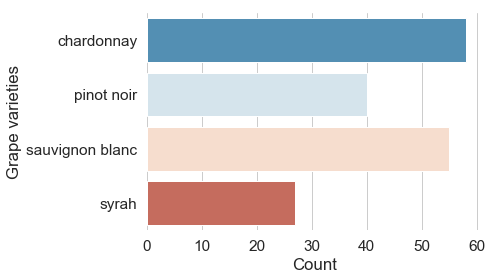 Grape varieties
chardonnay
pinot noir
sauvignon blanc
syrah
0 10 20 30 40 50 60
Count